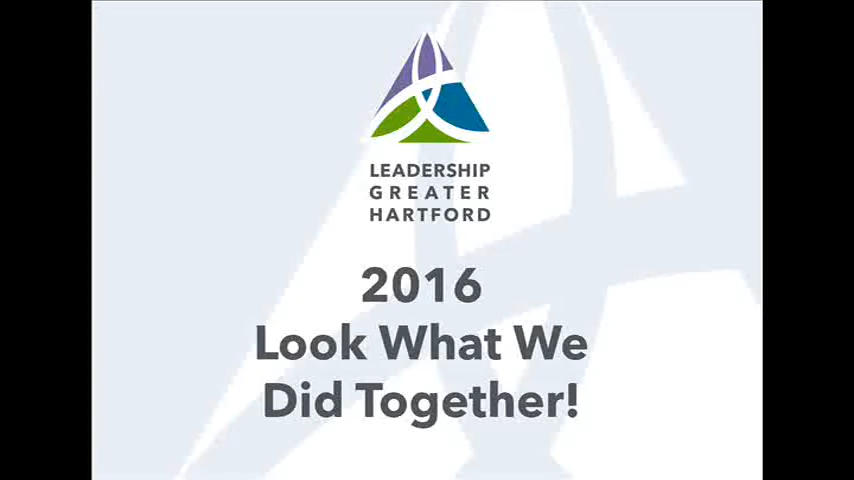 LEADERSHIP
GREATER
HARTFORD
2016
Look What We
Did Together!